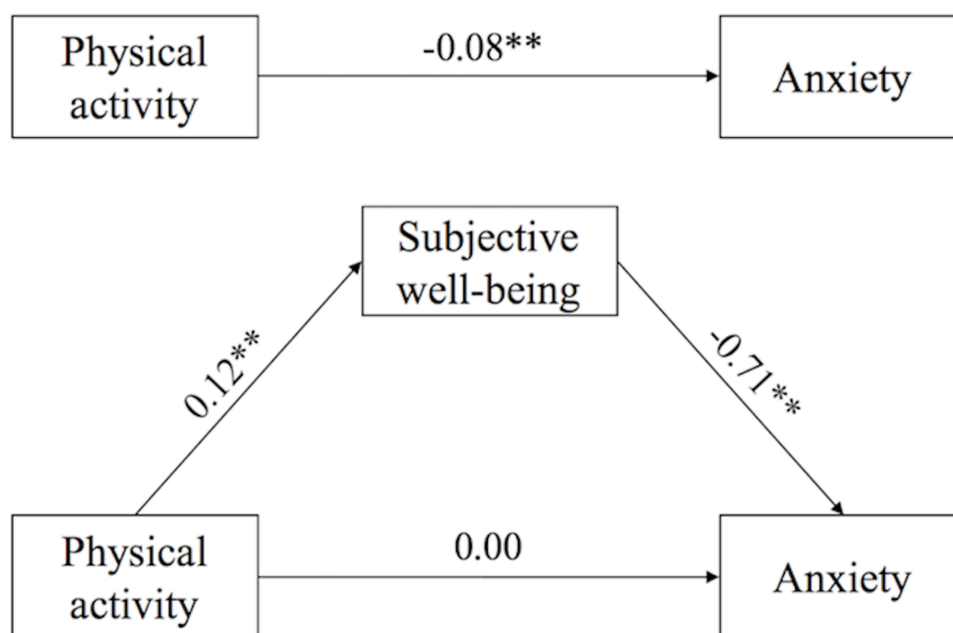 Physical
activity
-0.08**
Anxiety
Subjective
well-being
0.12**
-0.71**
Physical
activity
0.00
Anxiety